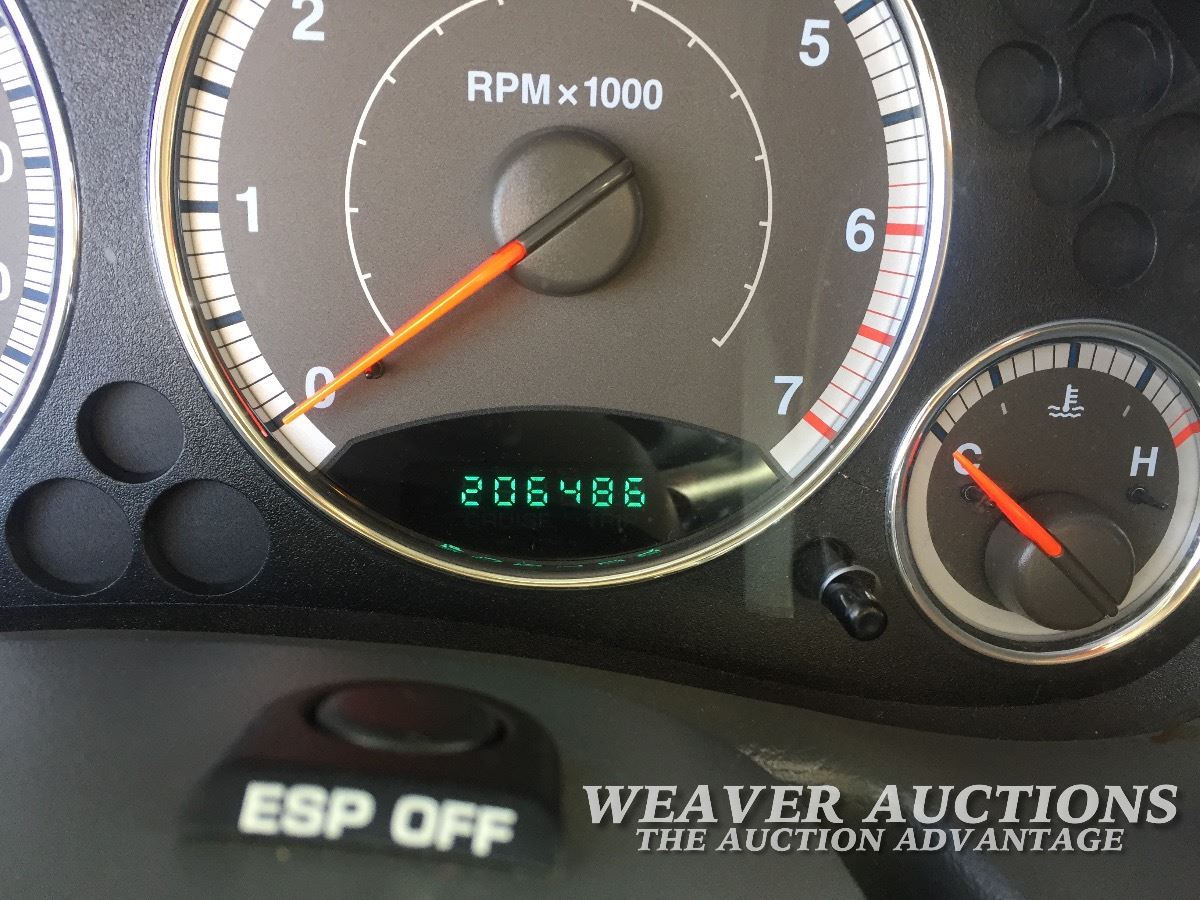 2
5
RPM×1000
1
6
0
7
C
H
206486
ESP OFF
WEAVER AUCTIONS
THE AUCTION ADVANTAGE